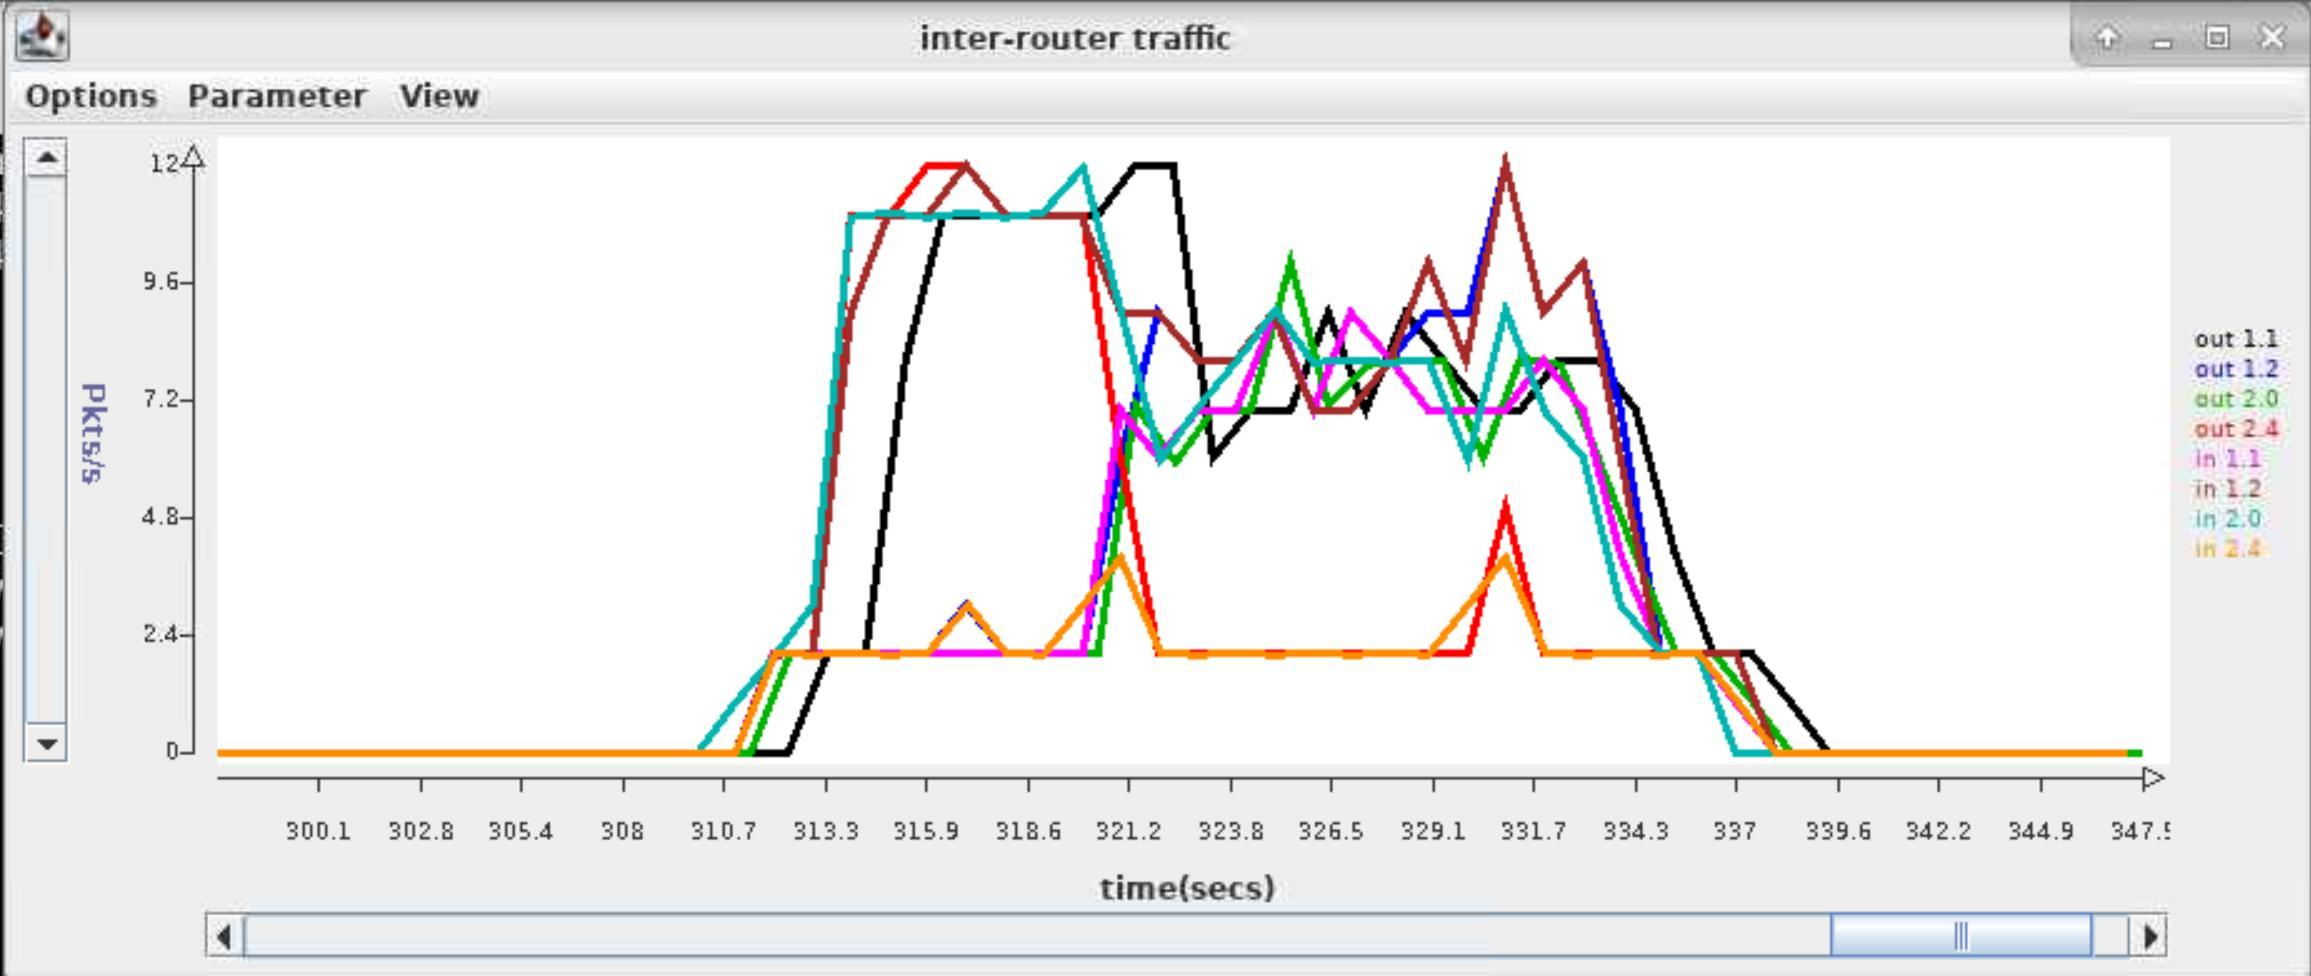 inter-router traffic
Options Parameter View
12
9.6
7.2
4.8
2.4
0
Pkts/s
out 1.1
out 1.2
out 2.0
out 2.4
in 1.1
in 1.2
in 2.0
in 2.4
300.1 302.8 305.4 308 310.7 313.3 315.9 318.6 321.2 323.8 326.5 329.1 331.7 334.3 337 339.6 342.2 344.9
time(secs)